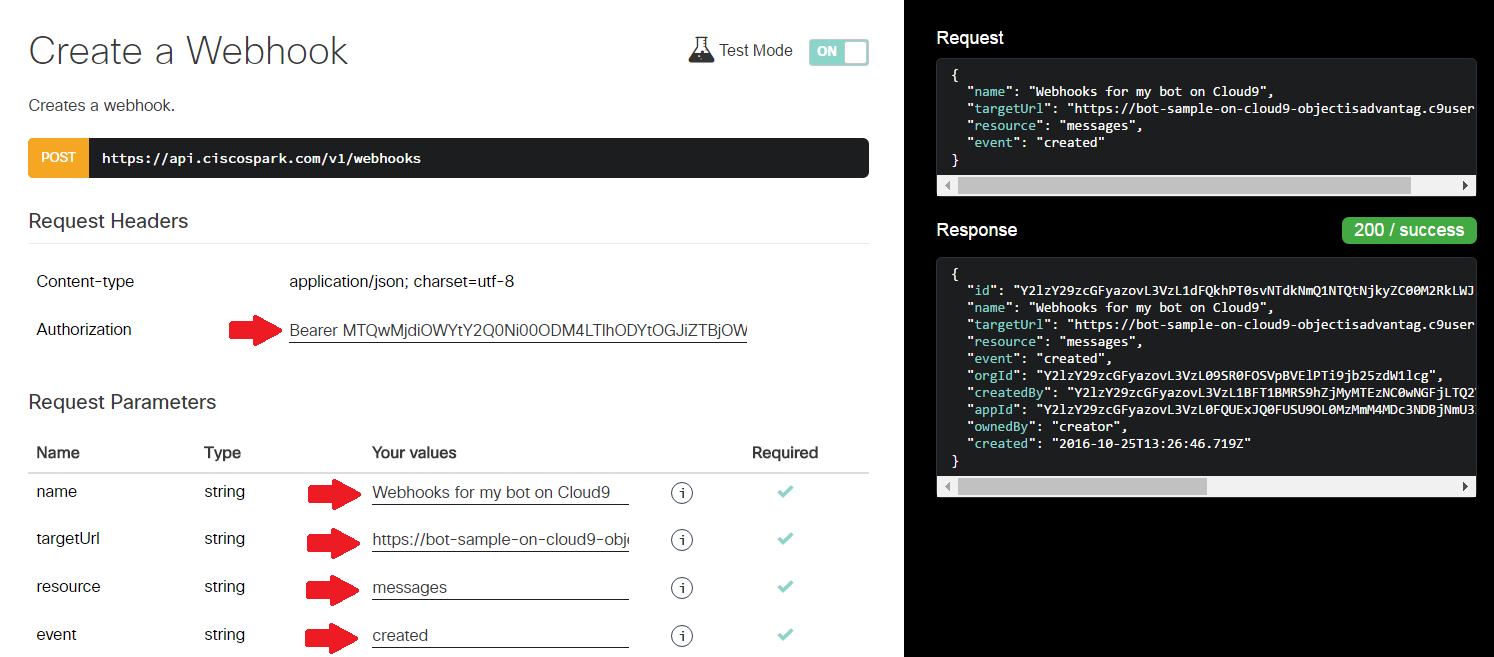 Create a Webhook
Test Mode
ON
Creates a webhook.
POST https://api.ciscospark.com/v1/webhooks
Request Headers
Content-type application/json; charset=utf-8
Authorization Bearer MTQwMjdiOWYtY2Q0Ni00ODM4LTlhODYtOGJiZTBjOW
Request Parameters
Name Type Your values Required
name string Webhooks for my bot on Cloud9 i
targetUrl string https://bot-sample-on-cloud9-obj i
resource string messages i
event string created i
Request
{
"name": "Webhooks for my bot on Cloud9",
"targetUrl": "https://bot-sample-on-cloud9-objectisadvantag.c9user
"resource": "messages",
"event": "created"
}
Response
200 / success
{
"id": "Y2lzY29zcGFyazovL3VzL1dFQkhPT0svNTdkNmQ1NTQtNjkyZC00M2RkLWJ
"name": "Webhooks for my bot on Cloud9",
"targetUrl": "https://bot-sample-on-cloud9-objectisadvantag.c9user
"resource": "messages",
"event": "created",
"orgId": "Y2lzY29zcGFyazovL3VzL09SR0FOSVpBVElPTi9jb25zdW1lcg",
"createdBy": "Y2lzY29zcGFyazovL3VzL1BFT1BMRS9hZjMyMTEzNC0wNGFjLTQ2
"appId": "Y2lzY29zcGFyazovL3VzL0FQUExJQ0FUSU9OL0MzMmM4MDc3NDBjNmU3
"ownedBy": "creator",
"created": "2016-10-25T13:26:46.719Z"
}